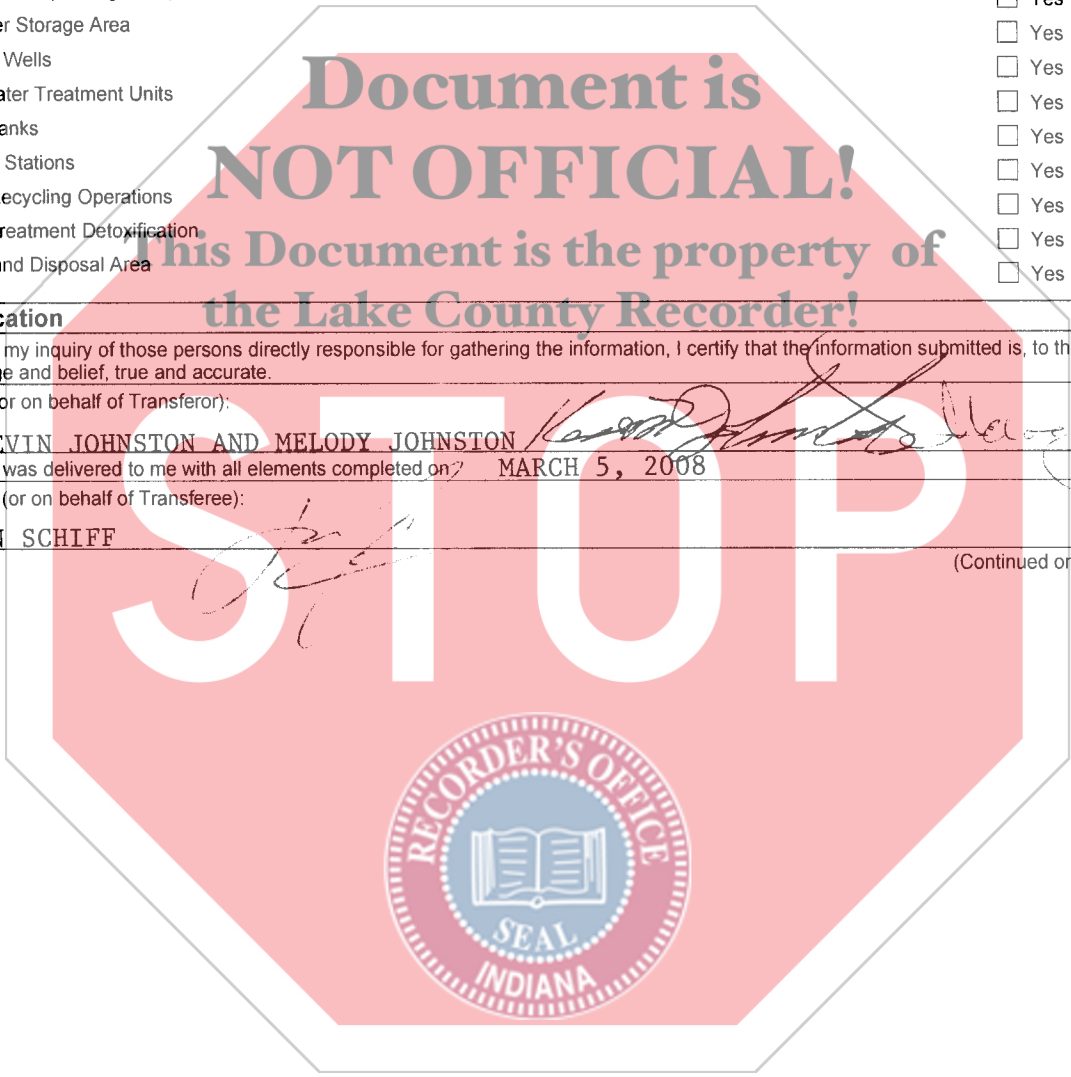 er Storage Area
Yes
Wells
Yes
ater Treatment Units
Yes
anks
Yes
Stations
Yes
ecycling Operations
Yes
reatment Detoxification
Yes
nd Disposal Area
Yes
Document is
NOT OFFICIAL!
This Document is the property of
the Lake County Recorder!
cation
my inquiry of those persons directly responsible for gathering the information, I certify that the information submitted is, to th
e and belief, true and accurate.
or on behalf of Transferor):
VIN JOHNSTON AND MELODY JOHNSTON
was delivered to me with all elements completed on MARCH 5, 2008
(or on behalf of Transferee):
SCHIFF
(Continued or
STOP
RECORDER'S OFFICE
SEAL
INDIANA